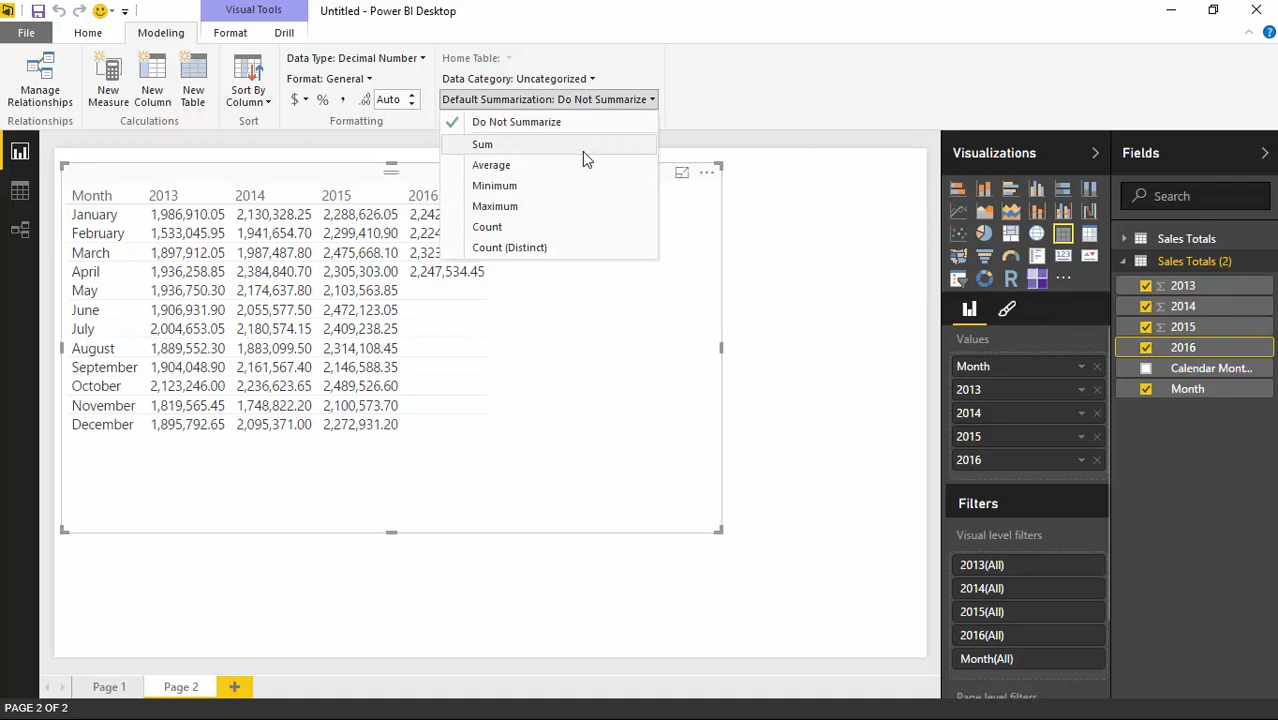 Visual Tools
Untitled - Power BI Desktop
File
Home
Modeling
Format
Drill
Manage
Relationships
New
Measure
New
Column
New
Table
Sort By
Column
Data Type: Decimal Number
Format: General
$ % , .00 Auto
Home Table:
Data Category: Uncategorized
Default Summarization: Do Not Summarize
Relationships
Calculations
Sort
Formatting
Do Not Summarize
Sum
Average
Minimum
Maximum
Count
Count (Distinct)
Month 2013 2014 2015 2016
January 1,986,910.05 2,130,328.25 2,288,626.05 2,242
February 1,533,045.95 1,941,654.70 2,299,410.90 2,27
March 1,897,912.05 1,987,487.80 2,475,668.10 2,323
April 1,936,258.85 2,384,840.70 2,305,303.00 2,247,534.45
May 1,936,750.30 2,174,637.60 2,103,563.85
June 1,906,931.90 2,055,577.50 2,472,123.05
July 2,004,653.05 2,180,574.15 2,409,238.25
August 1,889,552.30 1,883,099.50 2,314,108.45
September 1,904,048.90 2,161,567.40 2,146,588.35
October 2,123,246.00 2,236,623.65 2,489,526.60
November 1,819,565.45 1,748,822.20 2,100,573.70
December 1,895,792.65 2,095,371.00 2,272,931.20
Visualizations
R
Values
Month
2013
2014
2015
2016
Filters
Visual level filters
2013(All)
2014(All)
2015(All)
2016(All)
Month(All)
Page level filters
Fields
Search
Sales Totals
Sales Totals (2)
2013
2014
2015
2016
Calendar Mont...
Month
Page 1
Page 2
PAGE 2 OF 2